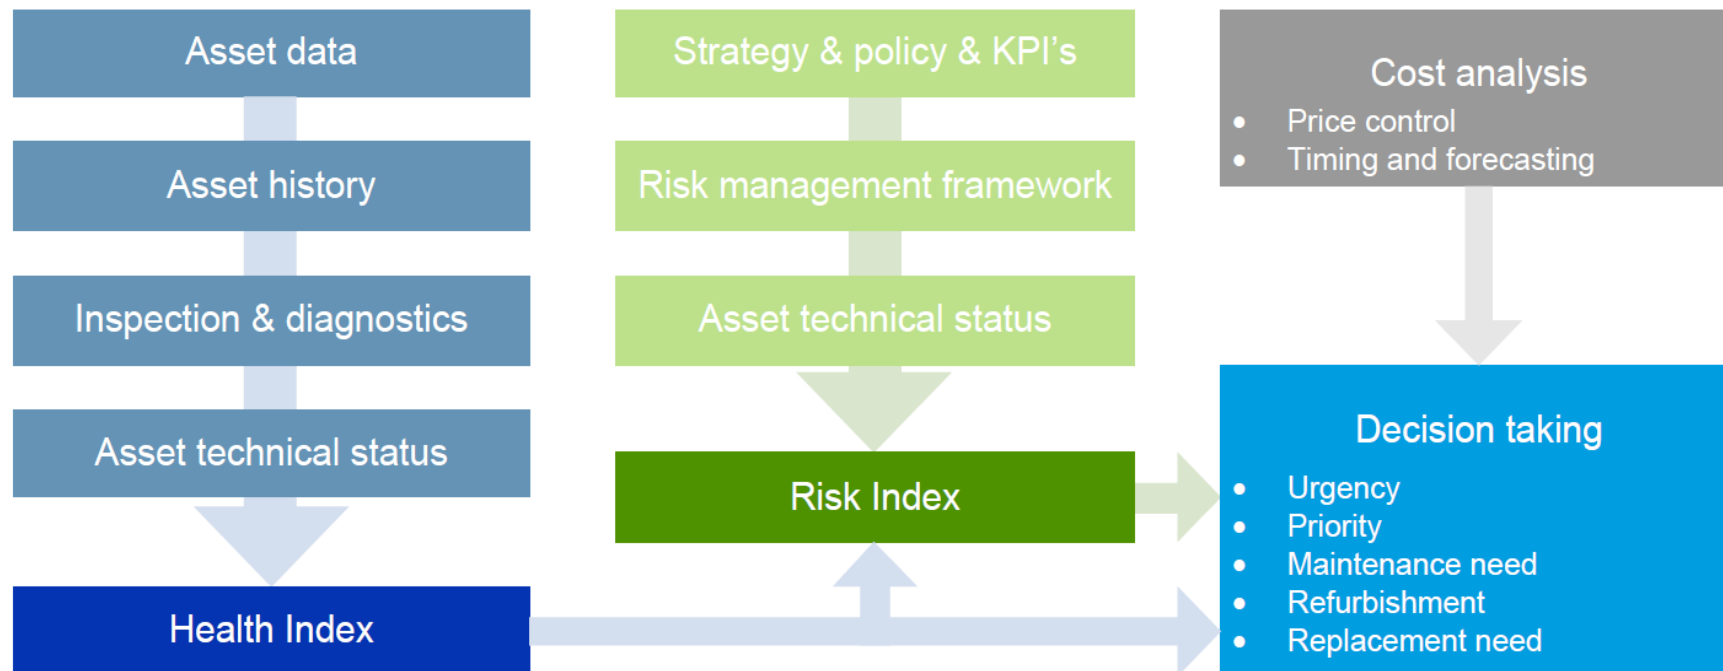 Asset data
Asset history
Inspection & diagnostics
Asset technical status
Health Index
Strategy & policy & KPI's
Risk management framework
Asset technical status
Risk Index
Cost analysis
• Price control
• Timing and forecasting
Decision taking
• Urgency
• Priority
• Maintenance need
• Refurbishment
• Replacement need